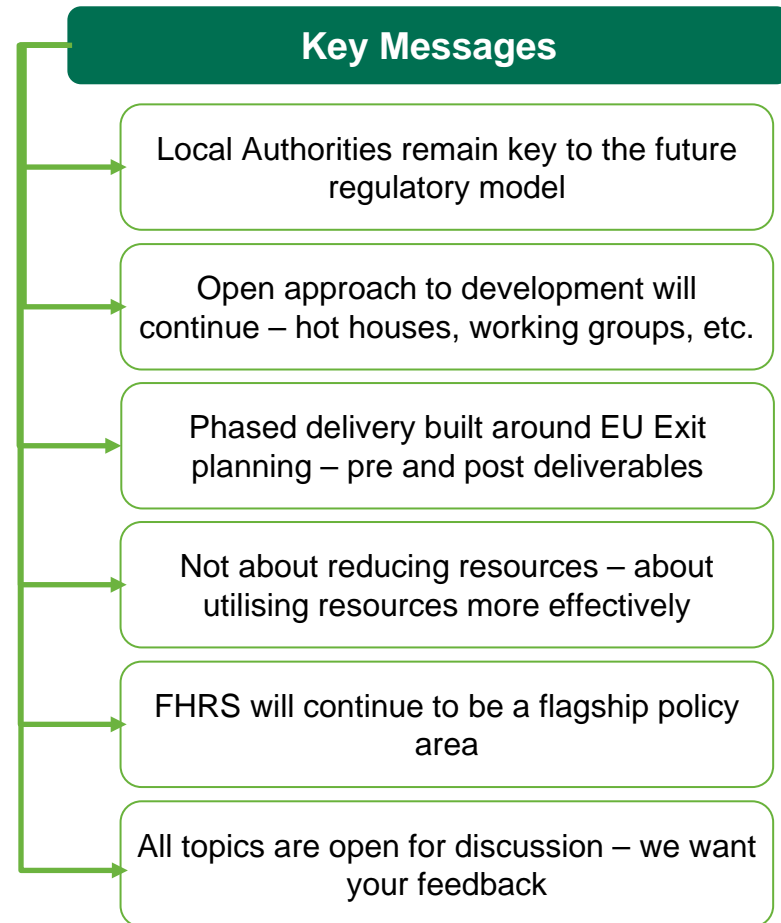 Key Messages
Local Authorities remain key to the future
regulatory model
Open approach to development will
continue – hot houses, working groups, etc.
Phased delivery built around EU Exit
planning – pre and post deliverables
Not about reducing resources – about
utilising resources more effectively
FHRS will continue to be a flagship policy
area
All topics are open for discussion – we want
your feedback